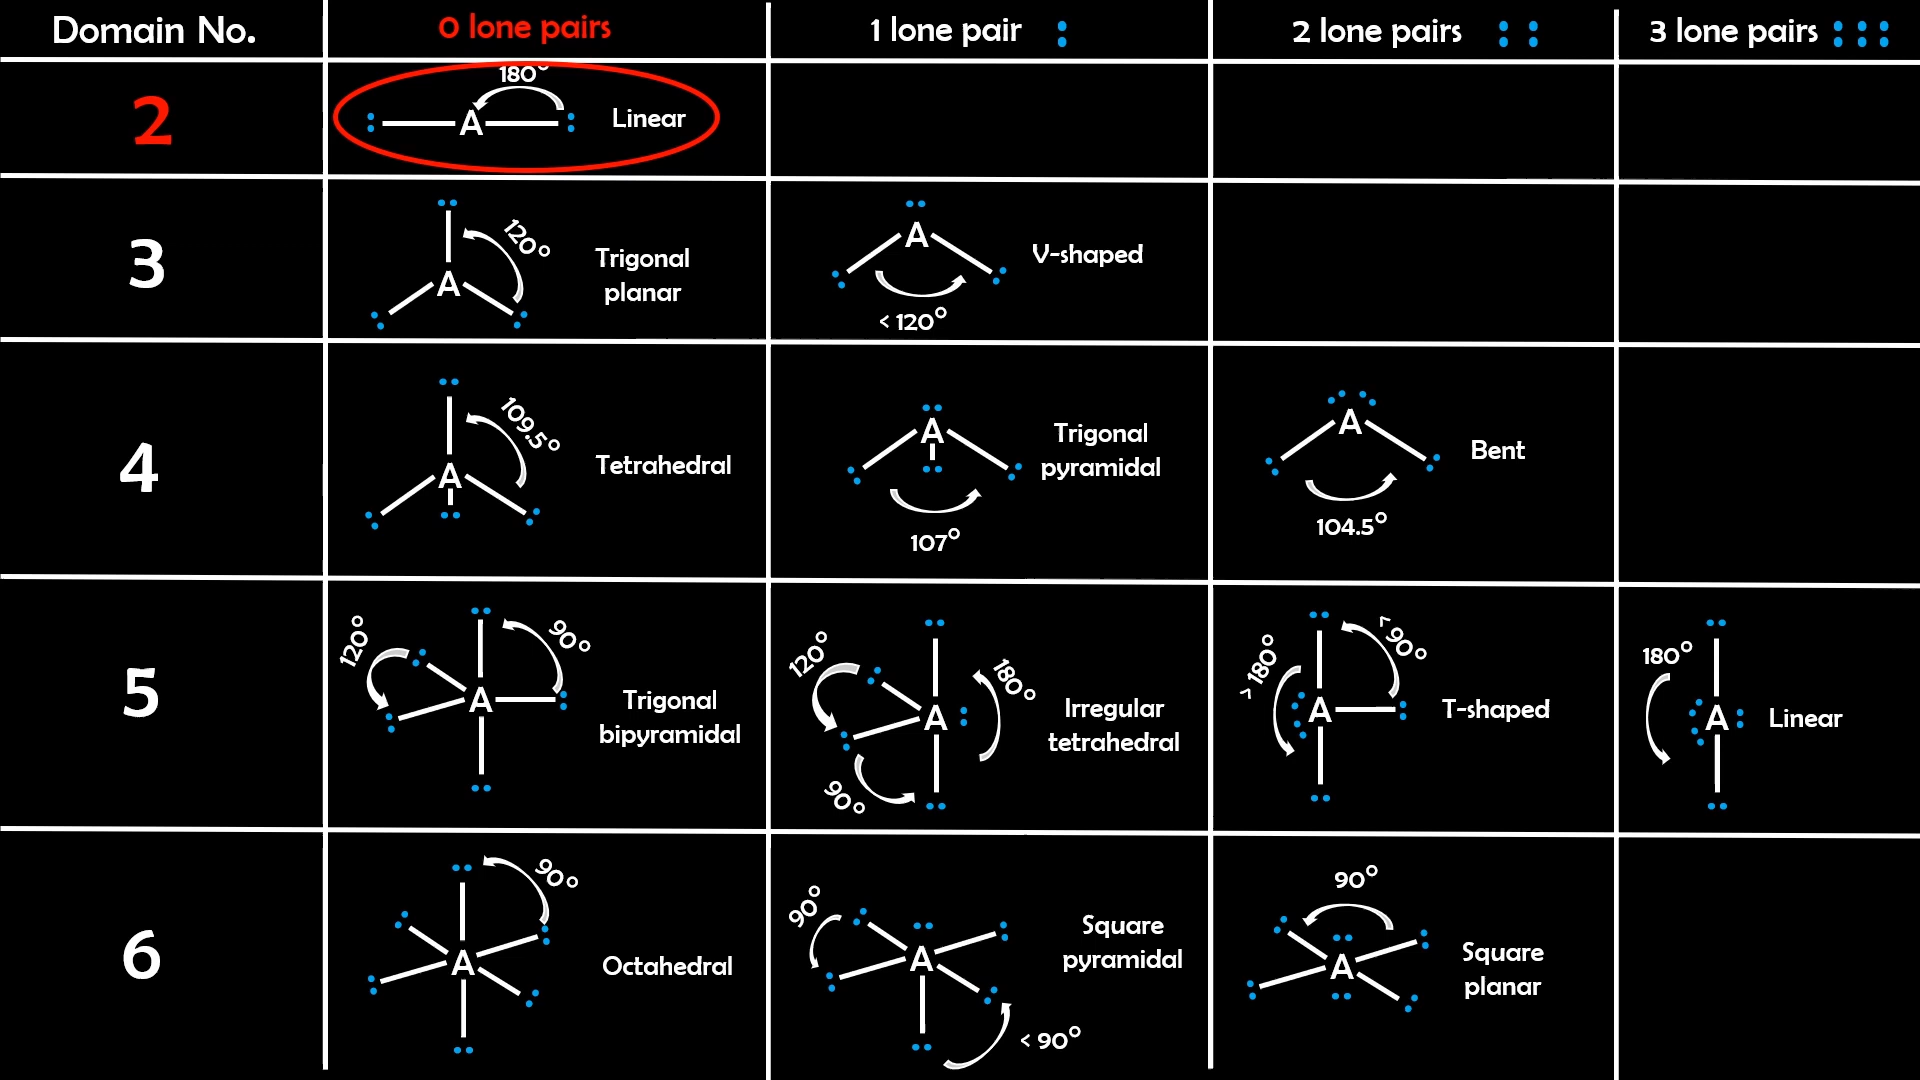 Domain No.
0 lone pairs
1 lone pair
2 lone pairs
3 lone pairs
2
180°
A
Linear
3
120°
A
Trigonal
planar
A
< 120°
V-shaped
4
109.5°
A
Tetrahedral
A
107°
Trigonal
pyramidal
A
104.5°
Bent
5
120°
90°
A
Trigonal
bipyramidal
120°
180°
A
90°
Irregular
tetrahedral
> 180°
< 90°
A
T-shaped
180°
A
Linear
6
90°
A
Octahedral
90°
A
< 90°
Square
pyramidal
90°
A
Square
planar